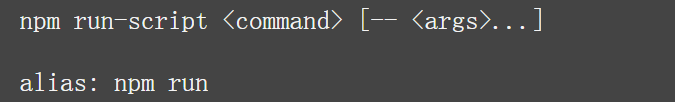 npm run-script <command> [-- <args>...]
alias: npm run